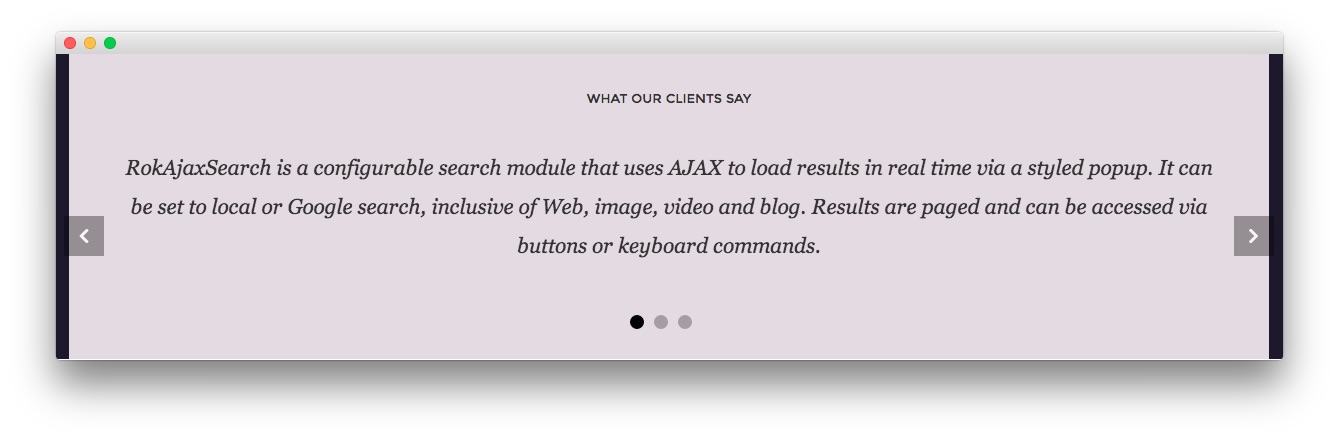 WHAT OUR CLIENTS SAY
RokAjaxSearch is a configurable search module that uses AJAX to load results in real time via a styled popup. It can
be set to local or Google search, inclusive of Web, image, video and blog. Results are paged and can be accessed via
buttons or keyboard commands.